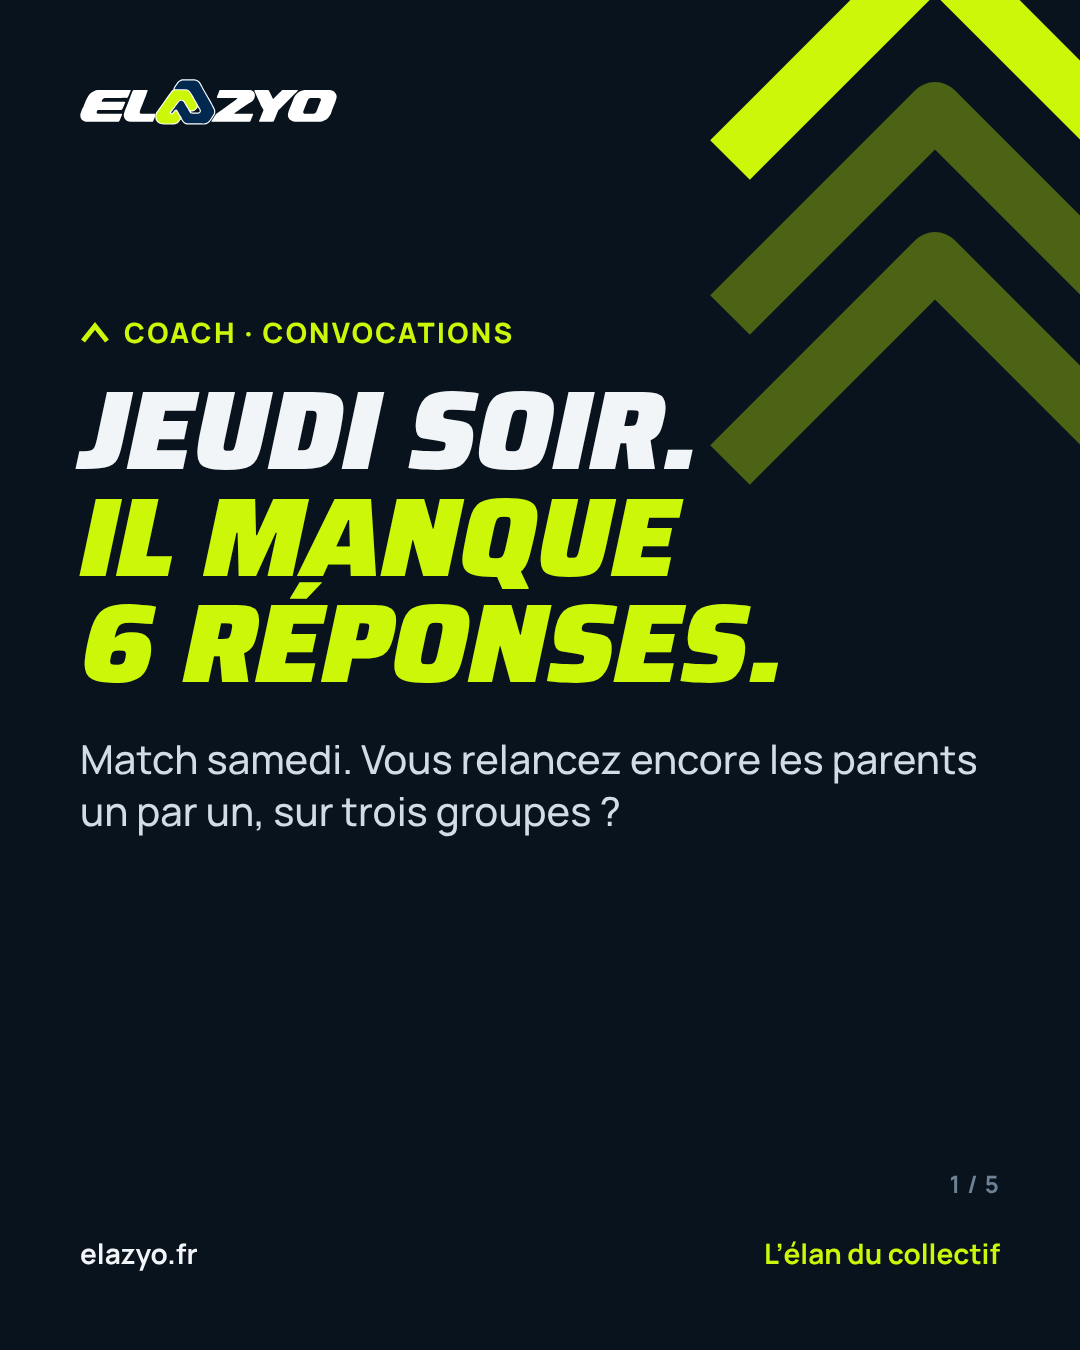 ELAZYO
COACH · CONVOCATIONS
JEUDI SOIR.
IL MANQUE
6 RÉPONSES.
Match samedi. Vous relancez encore les parents
un par un, sur trois groupes ?
1 / 5
elazyo.fr
L’élan du collectif